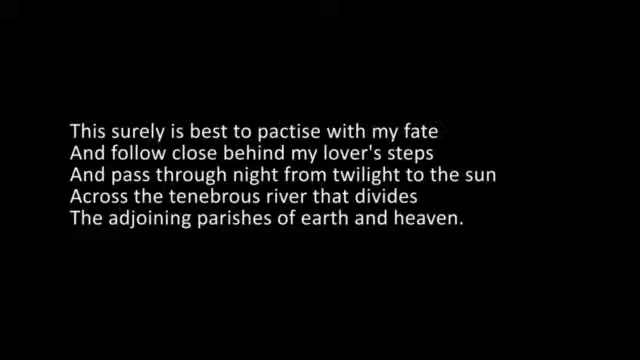 This surely is best to pactise with my fate
And follow close behind my lover's steps
And pass through night from twilight to the sun
Across the tenebrous river that divides
The adjoining parishes of earth and heaven.